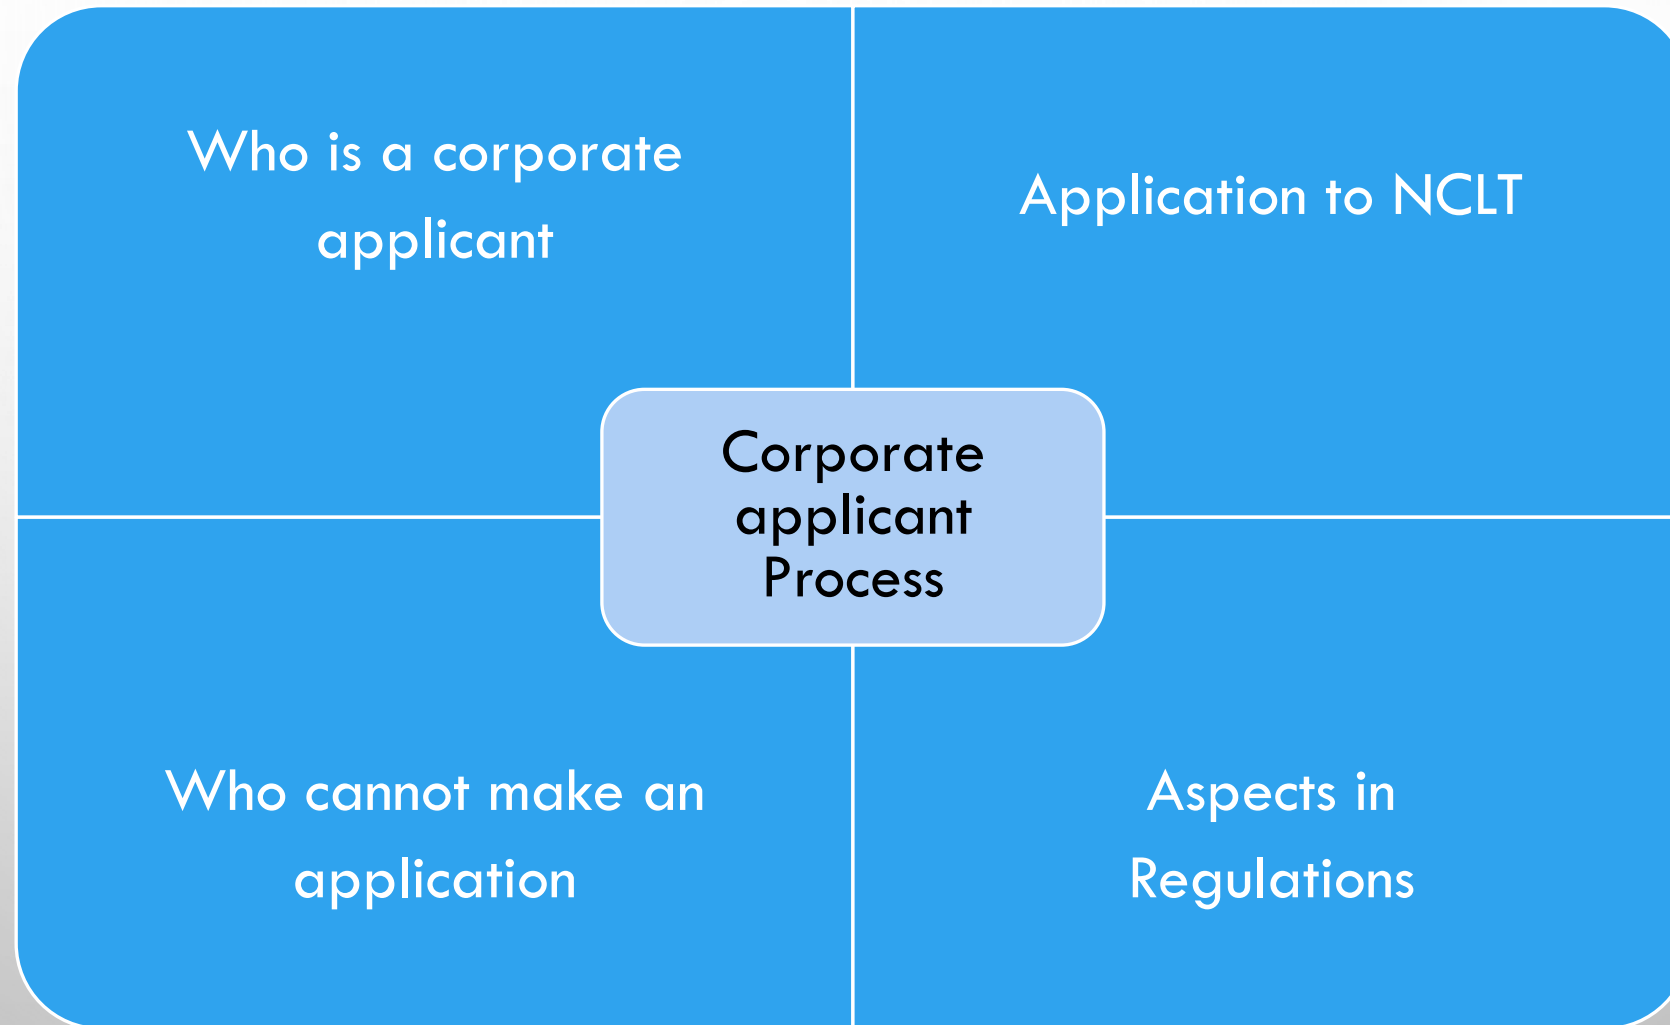 Who is a corporate
applicant
Application to NCLT
Corporate
applicant
Process
Who cannot make an
application
Aspects in
Regulations